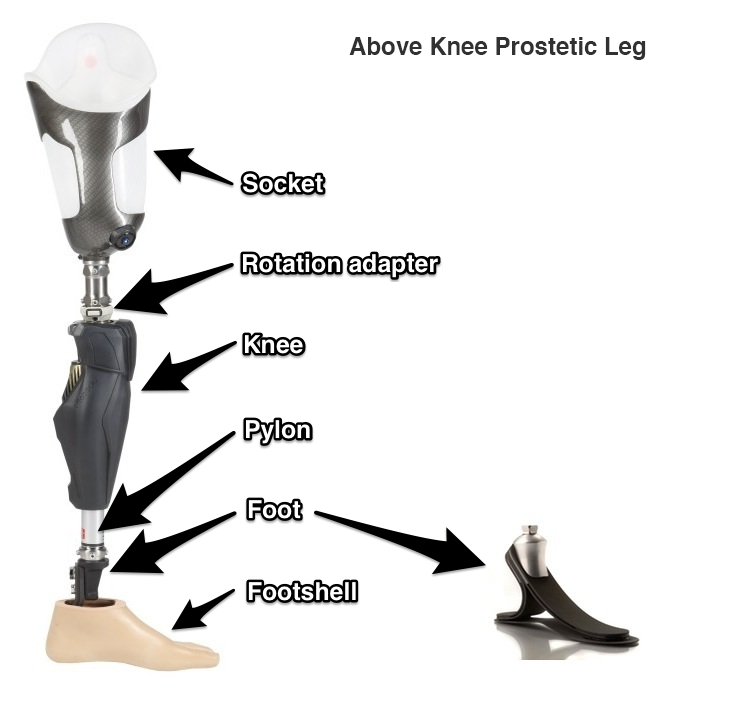 Above Knee Prostetic Leg
Socket
Rotation adapter
Knee
Pylon
Foot
Footshell